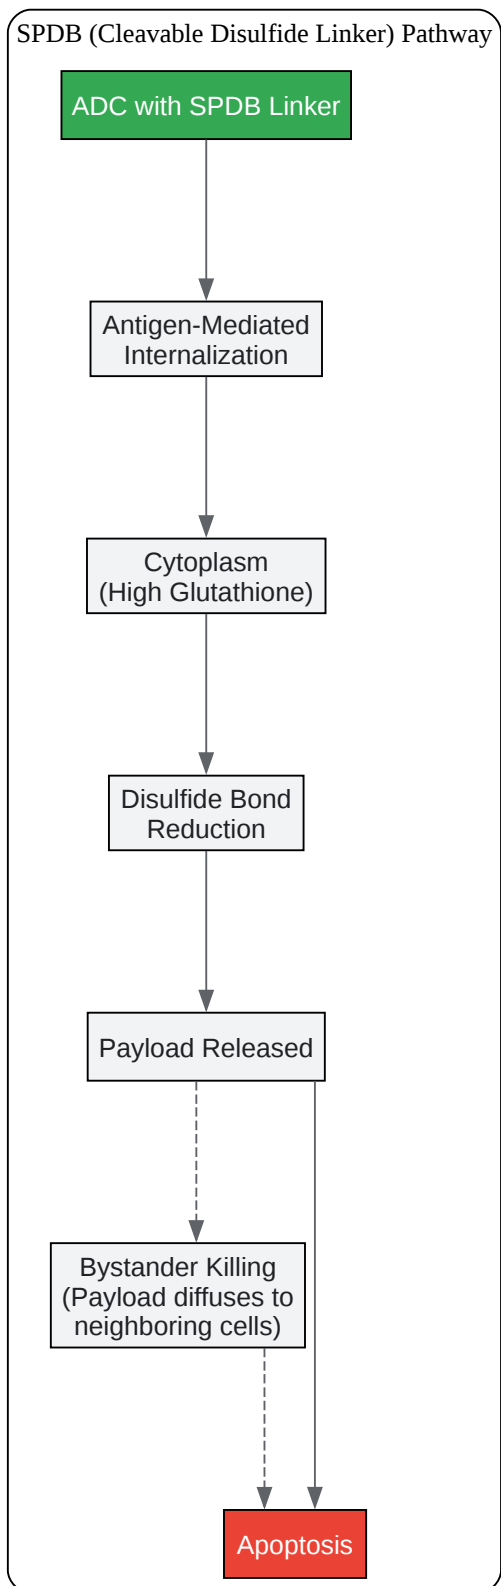 SPDB (Cleavable Disulfide Linker) Pathway
ADC with SPDB Linker
Antigen-Mediated
Internalization
Cytoplasm
(High Glutathione)
Disulfide Bond
Reduction
Payload Released
Bystander Killing
(Payload diffuses to
neighboring cells)
Apoptosis